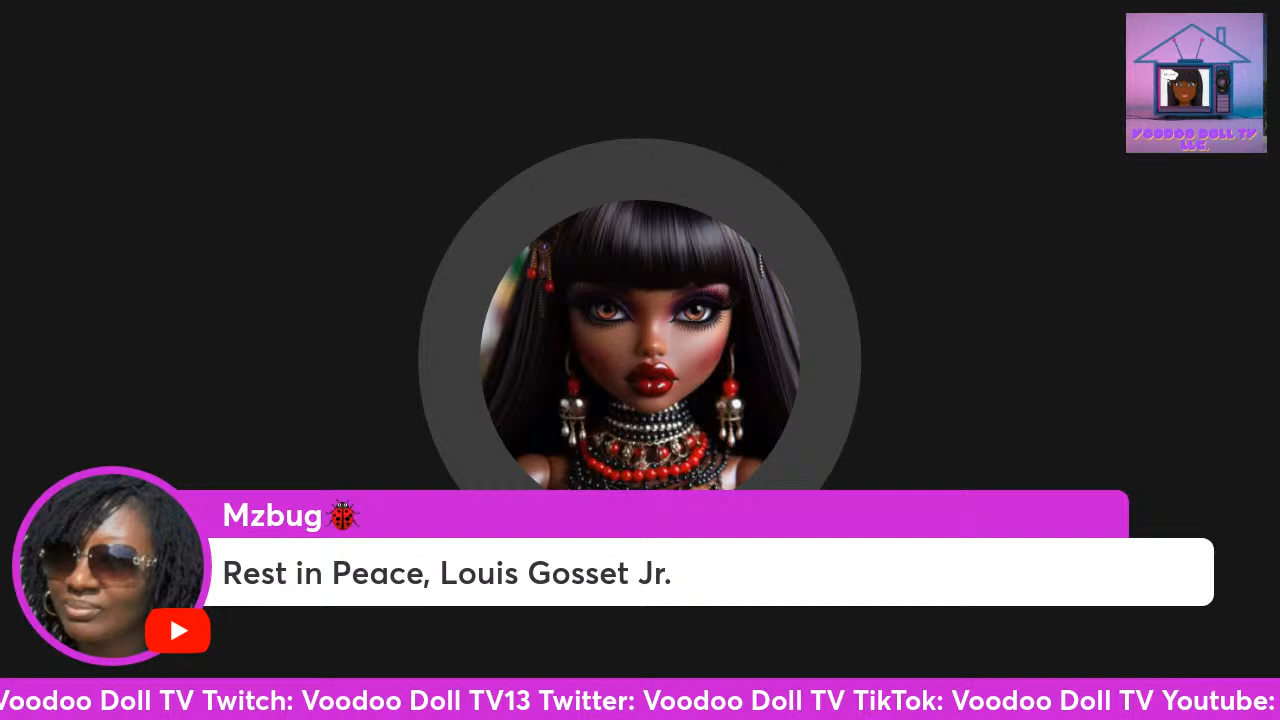 VOODOO DOLL TV
LLC.
Mzbug🐞
Rest in Peace, Louis Gosset Jr.
Voodoo Doll TV Twitch: Voodoo Doll TV13 Twitter: Voodoo Doll TV TikTok: Voodoo Doll TV Youtube: